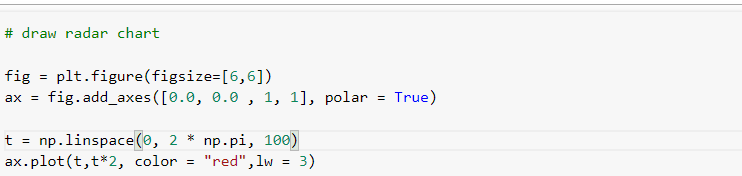 # draw radar chart
fig = plt.figure(figsize=[6,6])
ax = fig.add_axes([0.0, 0.0 , 1, 1], polar = True)
t = np.linspace(0, 2 * np.pi, 100)
ax.plot(t,t*2, color = "red",lw = 3)